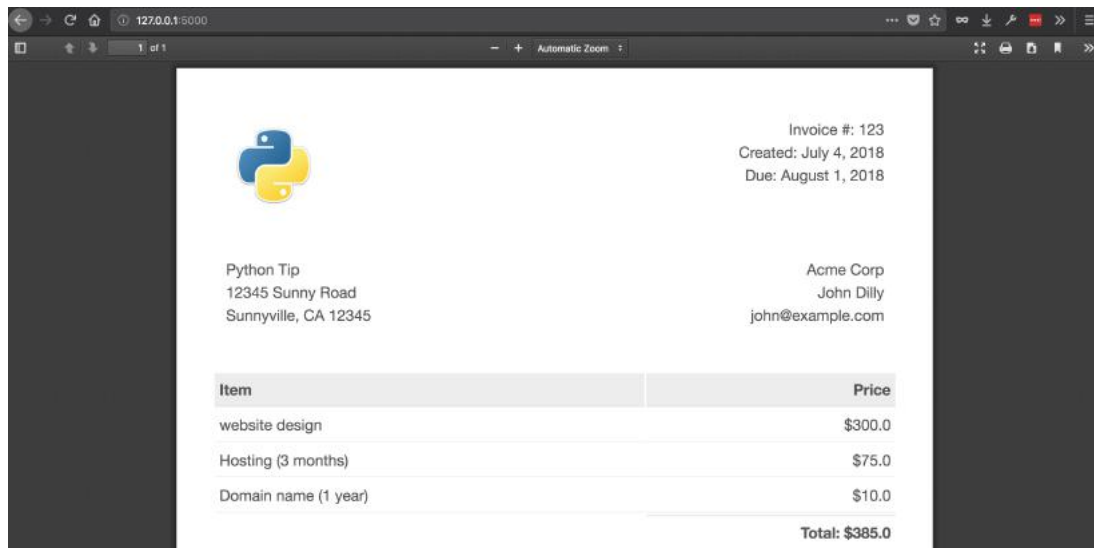 127.0.0.1:5000
1 of 1
Automatic Zoom
Invoice #: 123
Created: July 4, 2018
Due: August 1, 2018
Python Tip
12345 Sunny Road
Sunnyville, CA 12345
Acme Corp
John Dilly
john@example.com
Item Price
website design $300.0
Hosting (3 months) $75.0
Domain name (1 year) $10.0
Total: $385.0